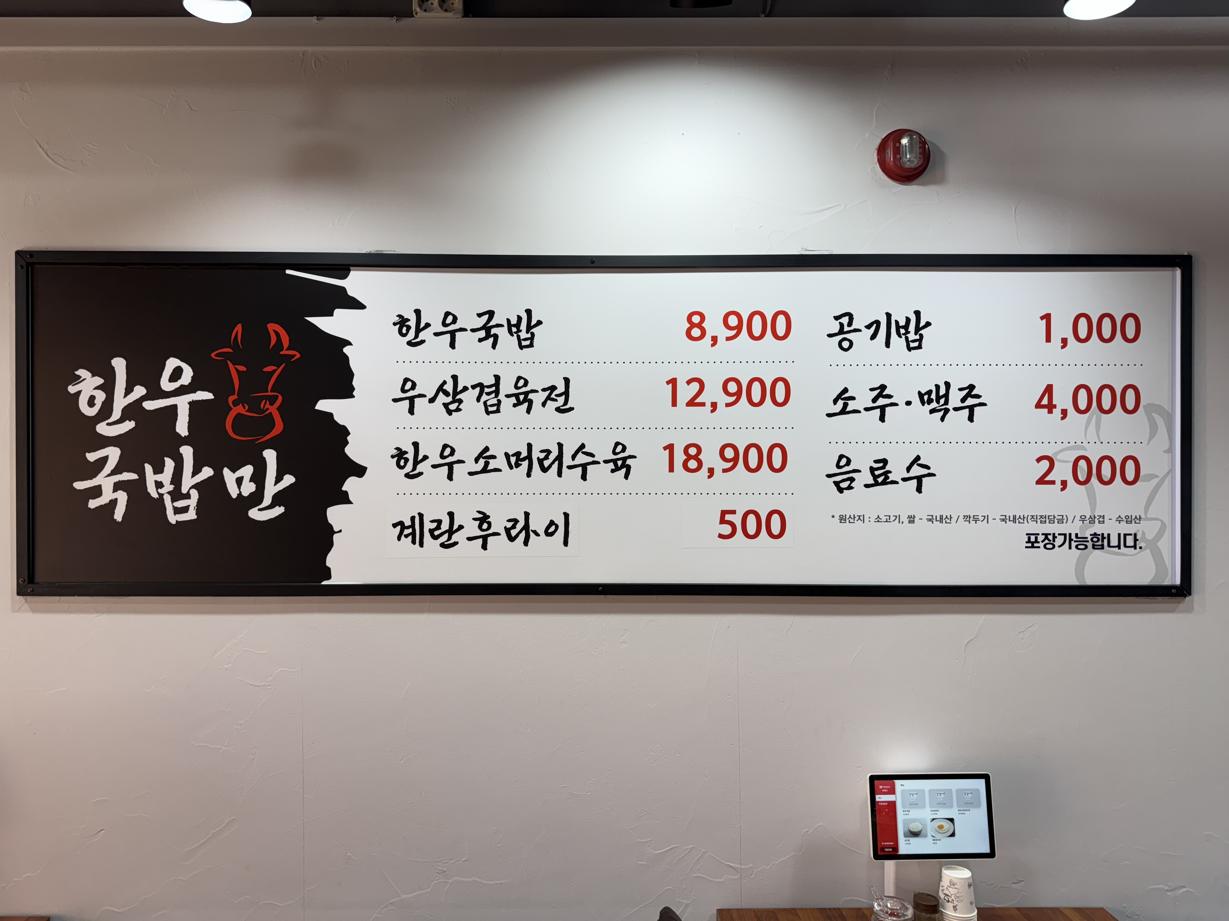 한우
국밥만
한우국밥 8,900
우삼겹육전 12,900
한우소머리수육 18,900
계란후라이 500
공기밥 1,000
소주·맥주 4,000
음료수 2,000
* 원산지 : 소고기, 쌀 - 국내산 / 깍두기 - 국내산(직접담금) / 우삼겹 - 수입산
포장가능합니다.